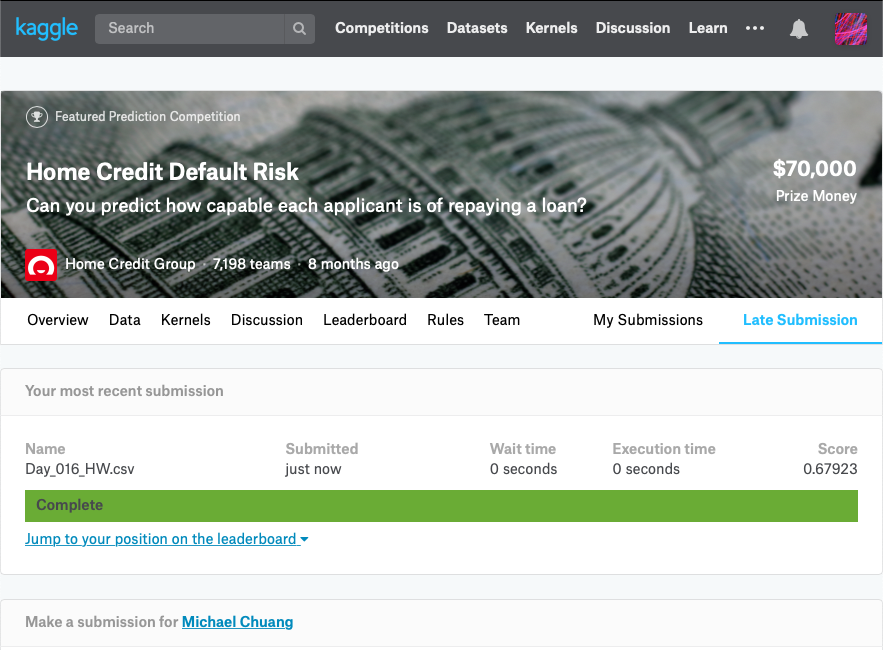 kaggle Search Competitions Datasets Kernels Discussion Learn
Featured Prediction Competition
Home Credit Default Risk
$70,000
Can you predict how capable each applicant is of repaying a loan?
Prize Money
Home Credit Group · 7,198 teams · 8 months ago
Overview Data Kernels Discussion Leaderboard Rules Team My Submissions Late Submission
Your most recent submission
Name Submitted Wait time Execution time Score
Day_016_HW.csv just now 0 seconds 0 seconds 0.67923
Complete
Jump to your position on the leaderboard
Make a submission for Michael Chuang